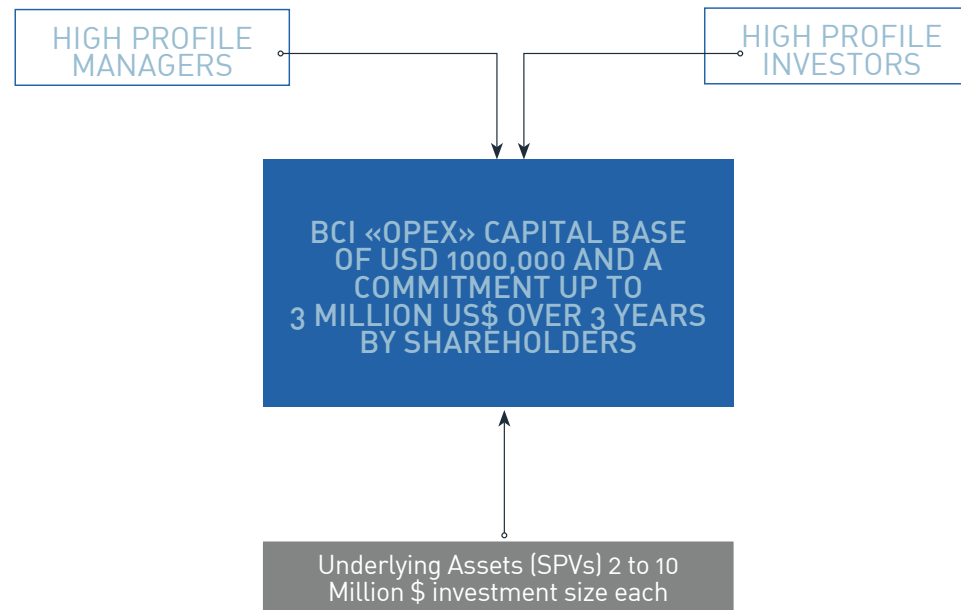 HIGH PROFILE
MANAGERS
HIGH PROFILE
INVESTORS
BCI «OPEX» CAPITAL BASE
OF USD 1000,000 AND A
COMMITMENT UP TO
3 MILLION US$ OVER 3 YEARS
BY SHAREHOLDERS
Underlying Assets (SPVs) 2 to 10
Million $ investment size each